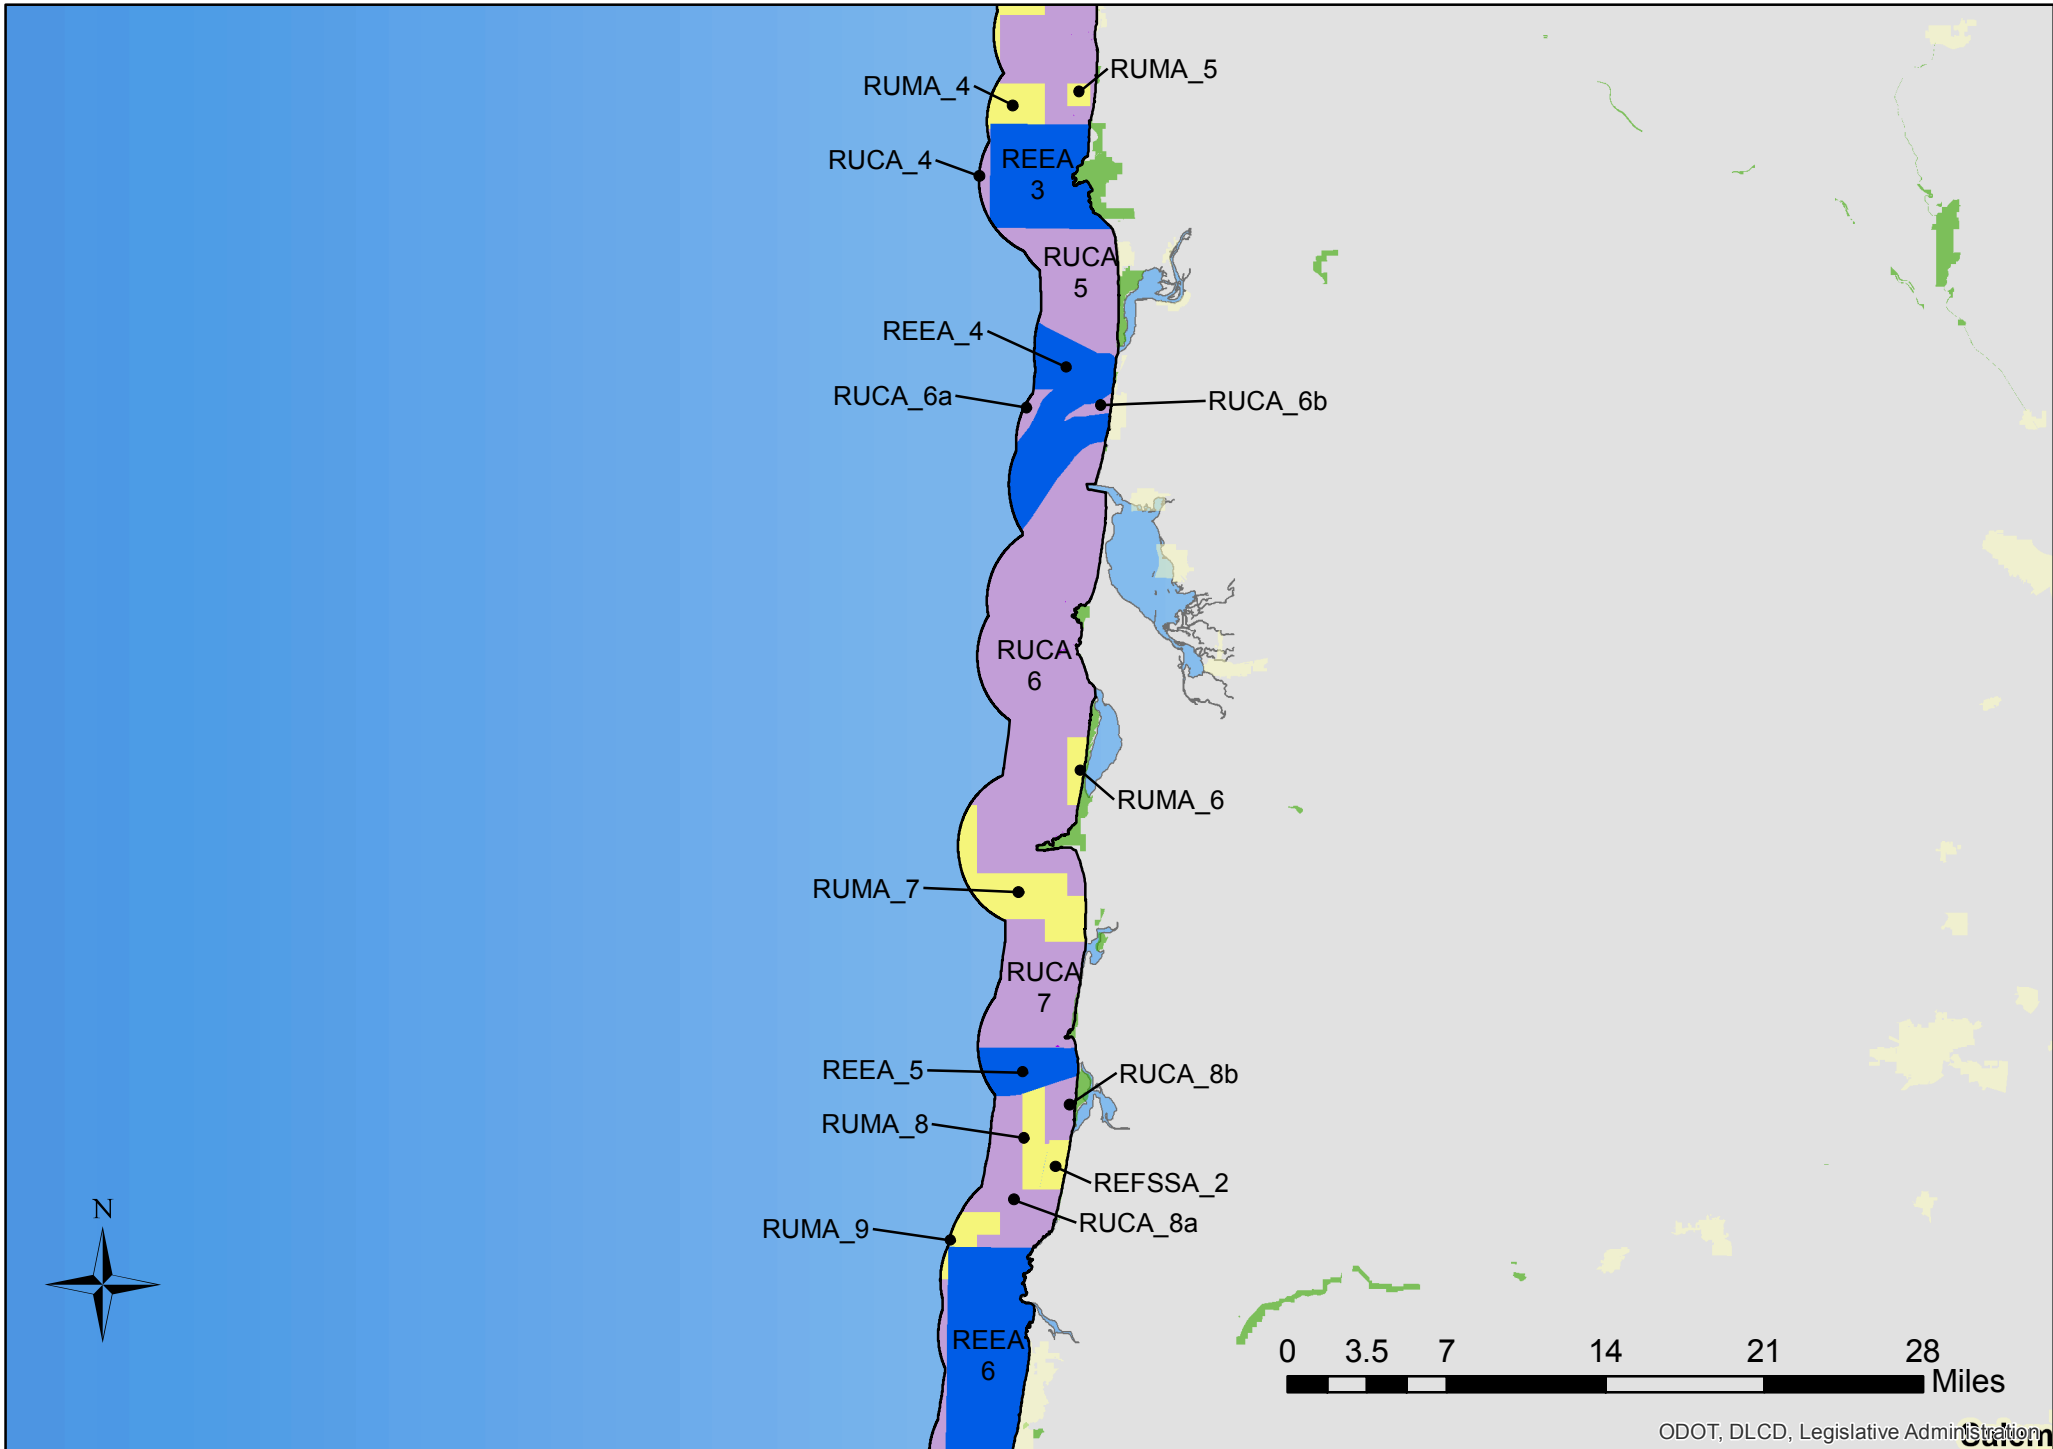 RUMA_5
RUMA_4
RUCA_4
REEA
3
RUCA
5
REEA_4
RUCA_6a
RUCA_6b
RUCA
6
RUMA_6
RUMA_7
RUCA
7
REEA_5
RUCA_8b
RUMA_8
REFSSA_2
RUCA_8a
RUMA_9
N
REEA
6
0 3.5 7 14 21 28
Miles
ODOT, DLCD, Legislative Administration